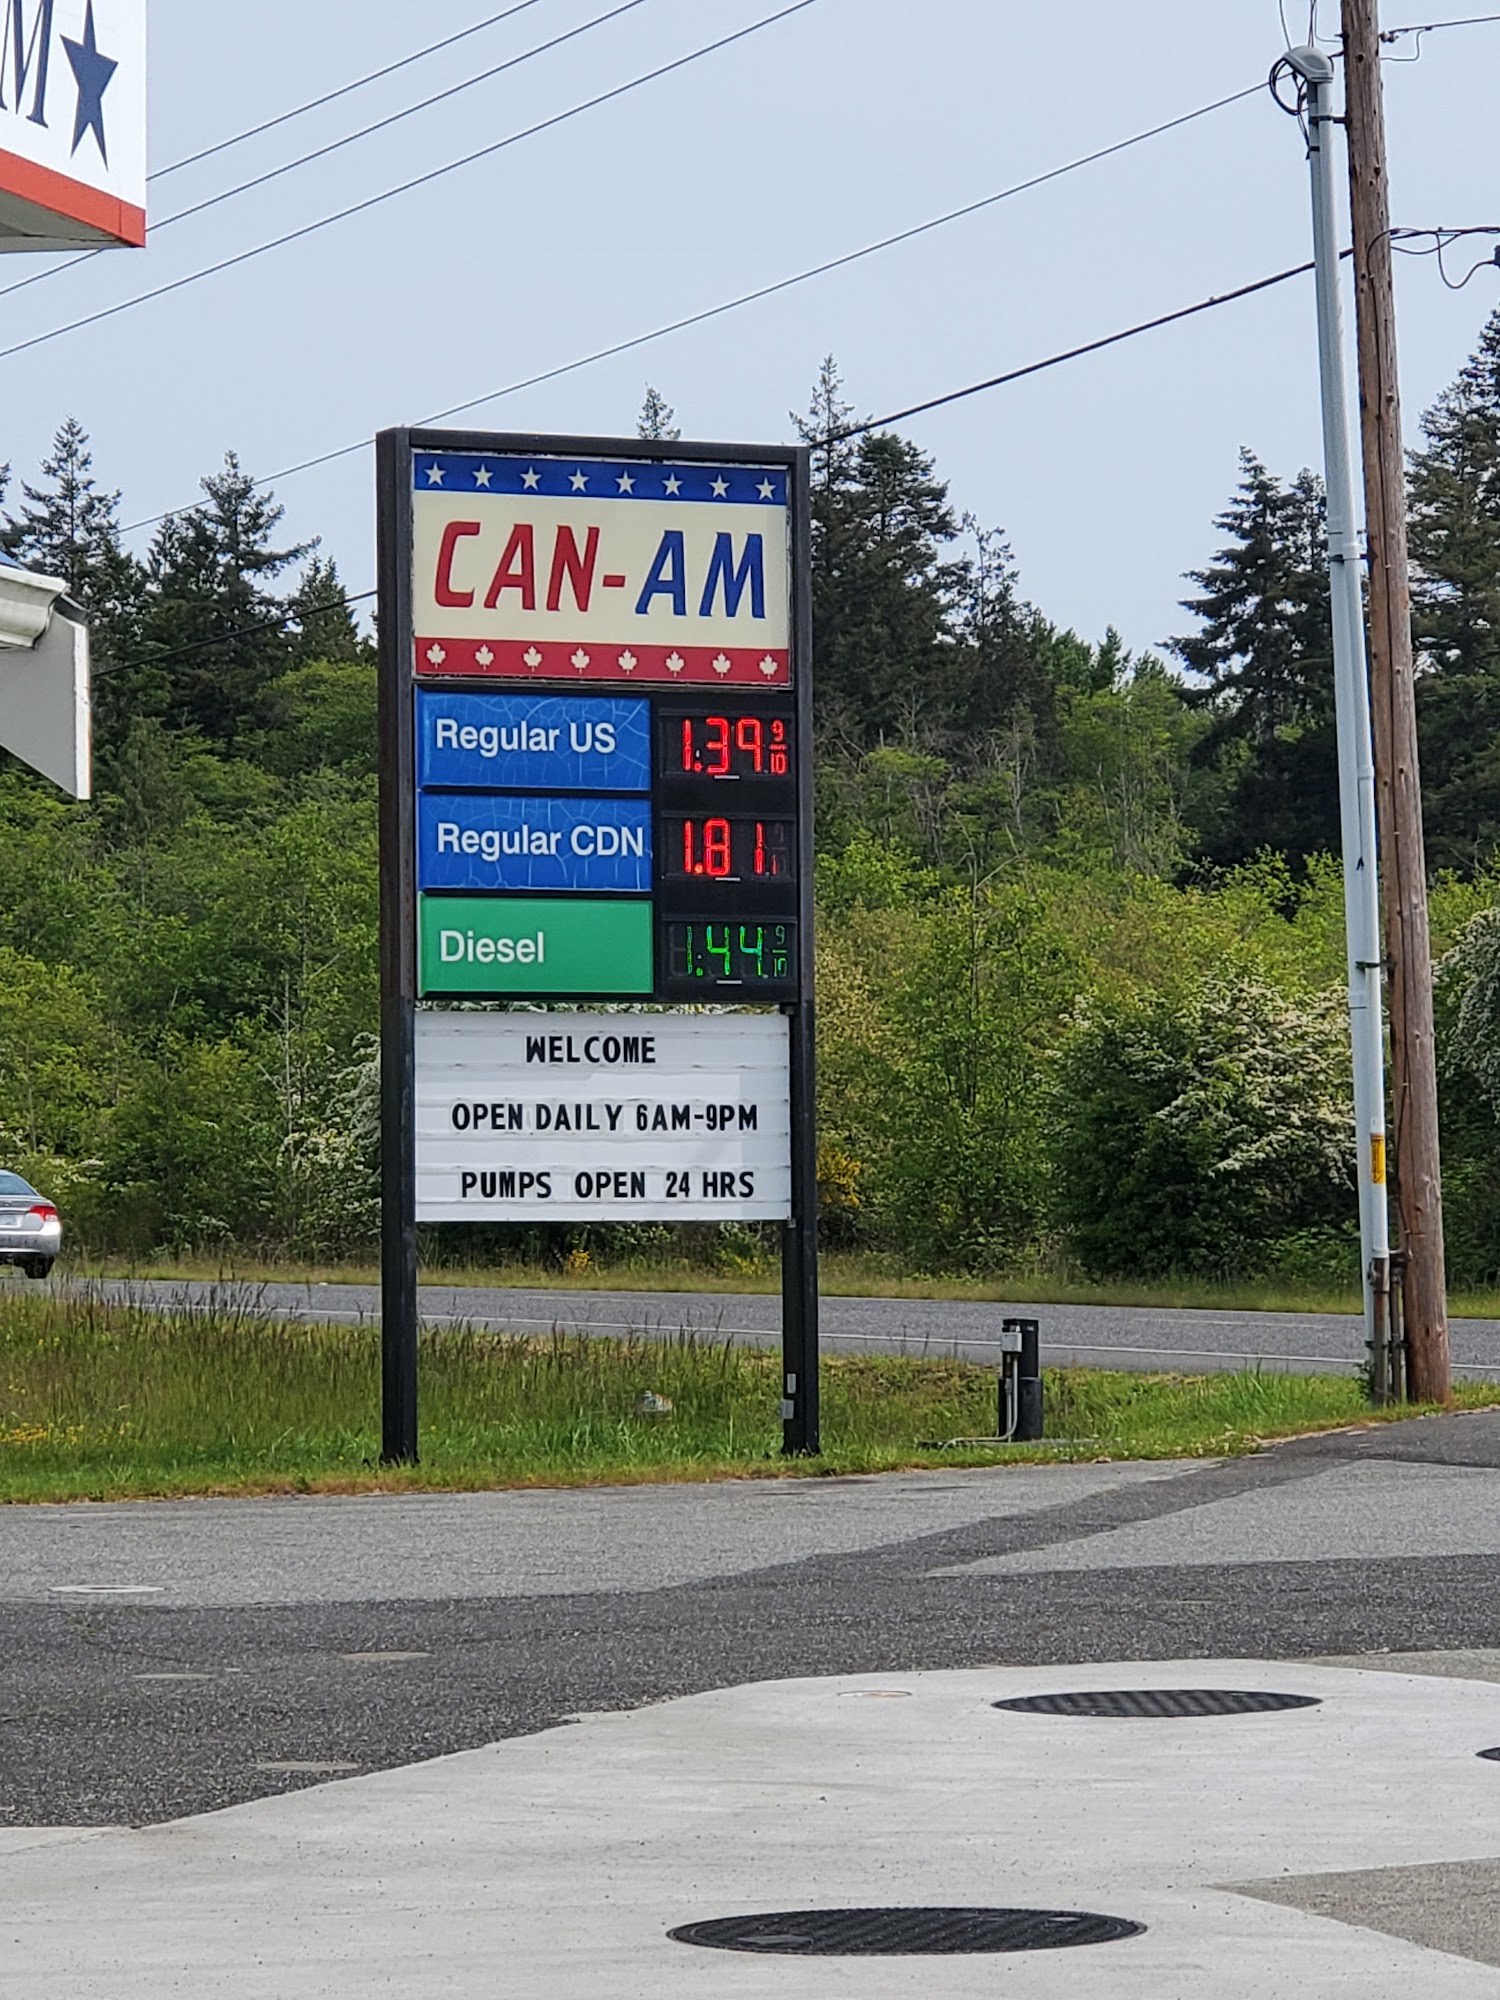 M
CAN-AM
Regular US 1.39 9/10
Regular CDN 1.81.1
Diesel 1.44 9/10
WELCOME
OPEN DAILY 6AM-9PM
PUMPS OPEN 24 HRS